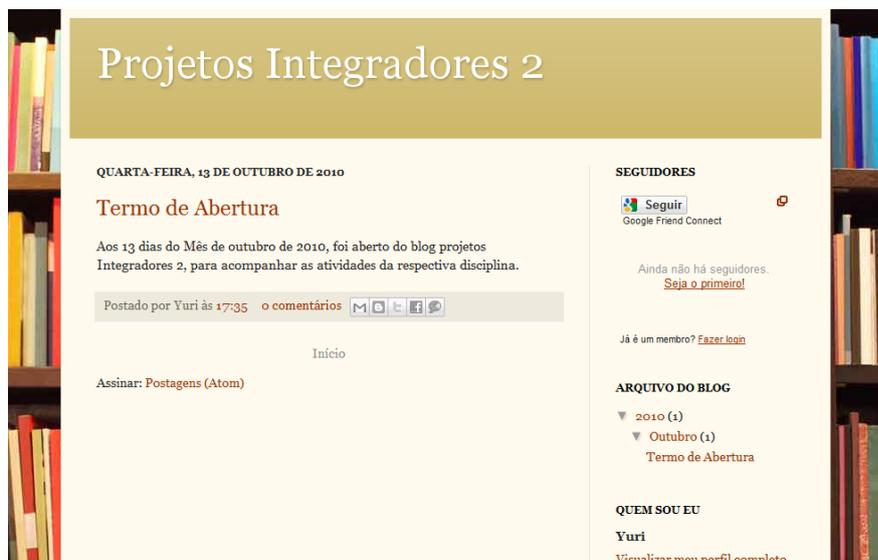 Projetos Integradores 2
QUARTA-FEIRA, 13 DE OUTUBRO DE 2010
Termo de Abertura
Aos 13 dias do Mês de outubro de 2010, foi aberto do blog projetos
Integradores 2, para acompanhar as atividades da respectiva disciplina.
Postado por Yuri às 17:35 0 comentários
Início
Assinar: Postagens (Atom)
SEGUIDORES
Seguir
Google Friend Connect
Ainda não há seguidores.
Seja o primeiro!
Já é um membro? Fazer login
ARQUIVO DO BLOG
▼ 2010 (1)
▼ Outubro (1)
Termo de Abertura
QUEM SOU EU
Yuri
Visualizar meu perfil completo